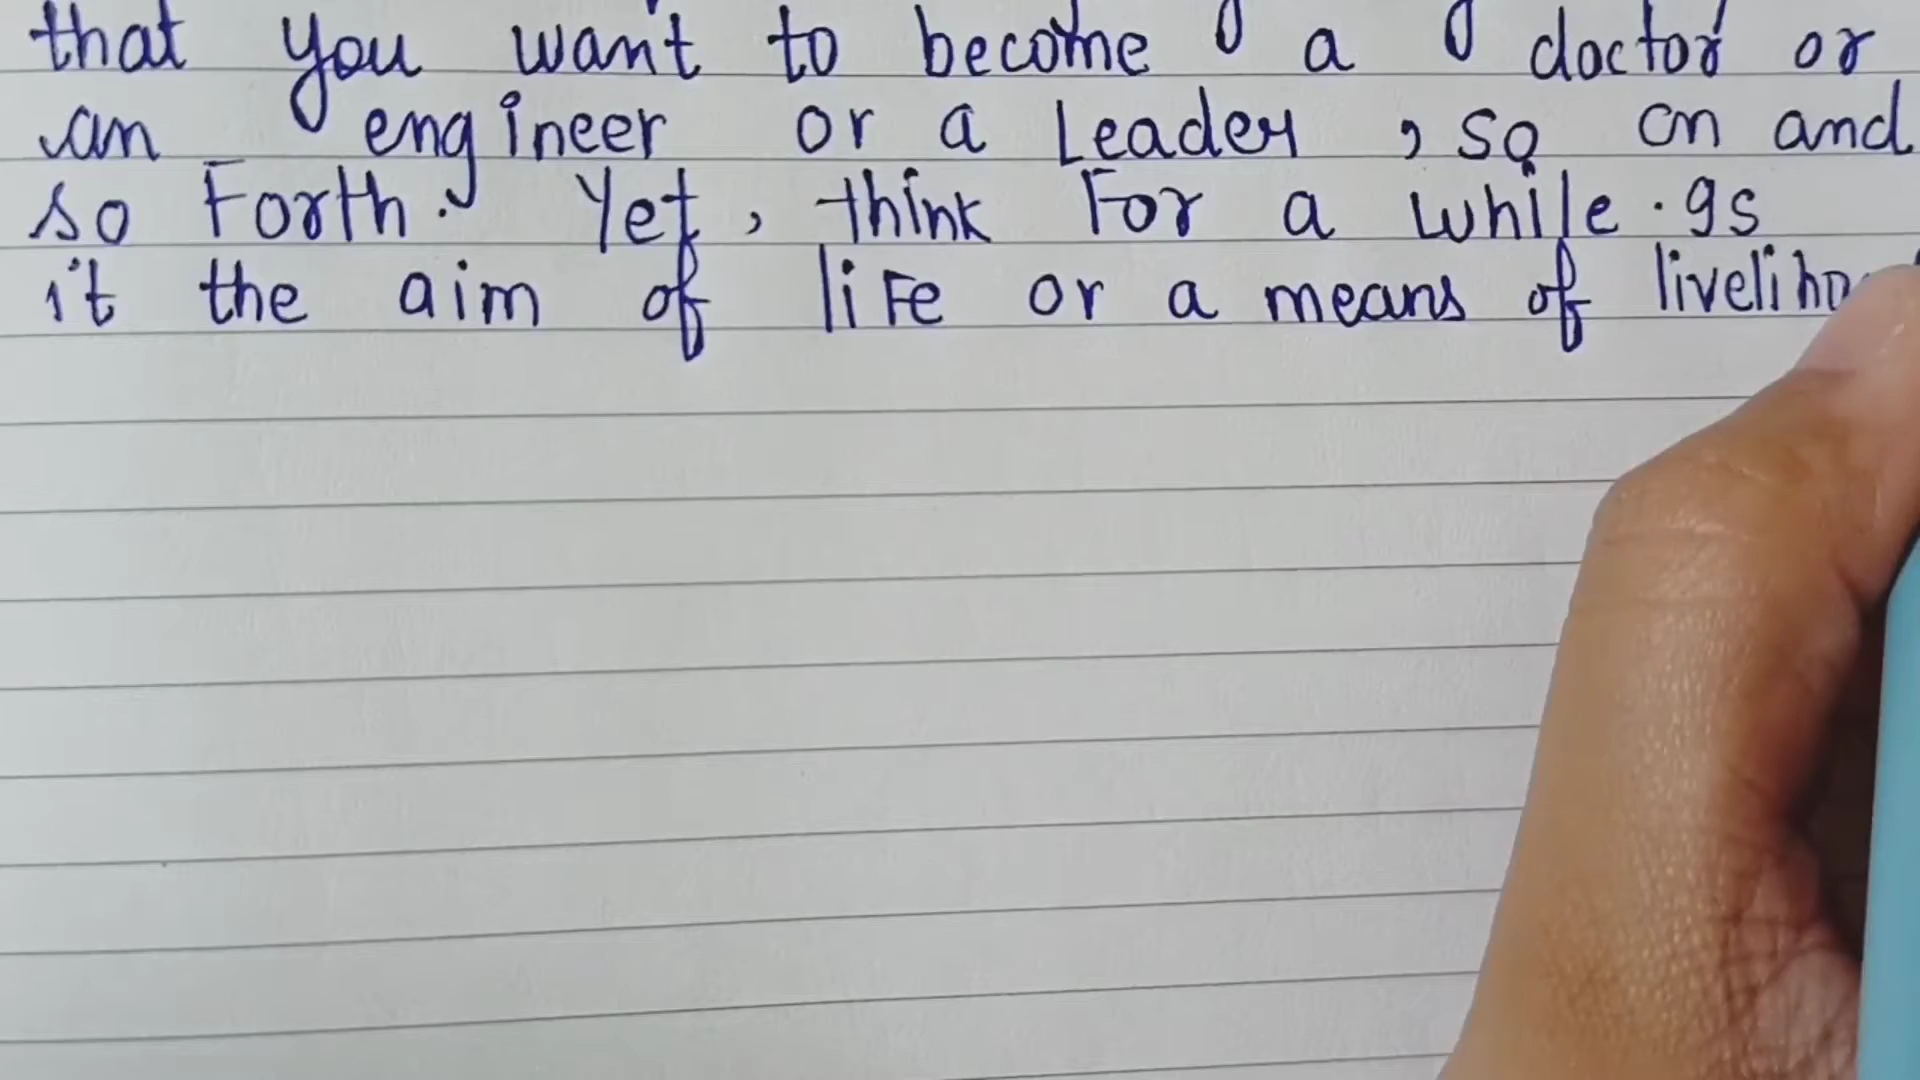 that you want to become a doctor or
an engineer or a Leader , so on and
so Forth. Yet, think For a while. Is
it the aim of life or a means of